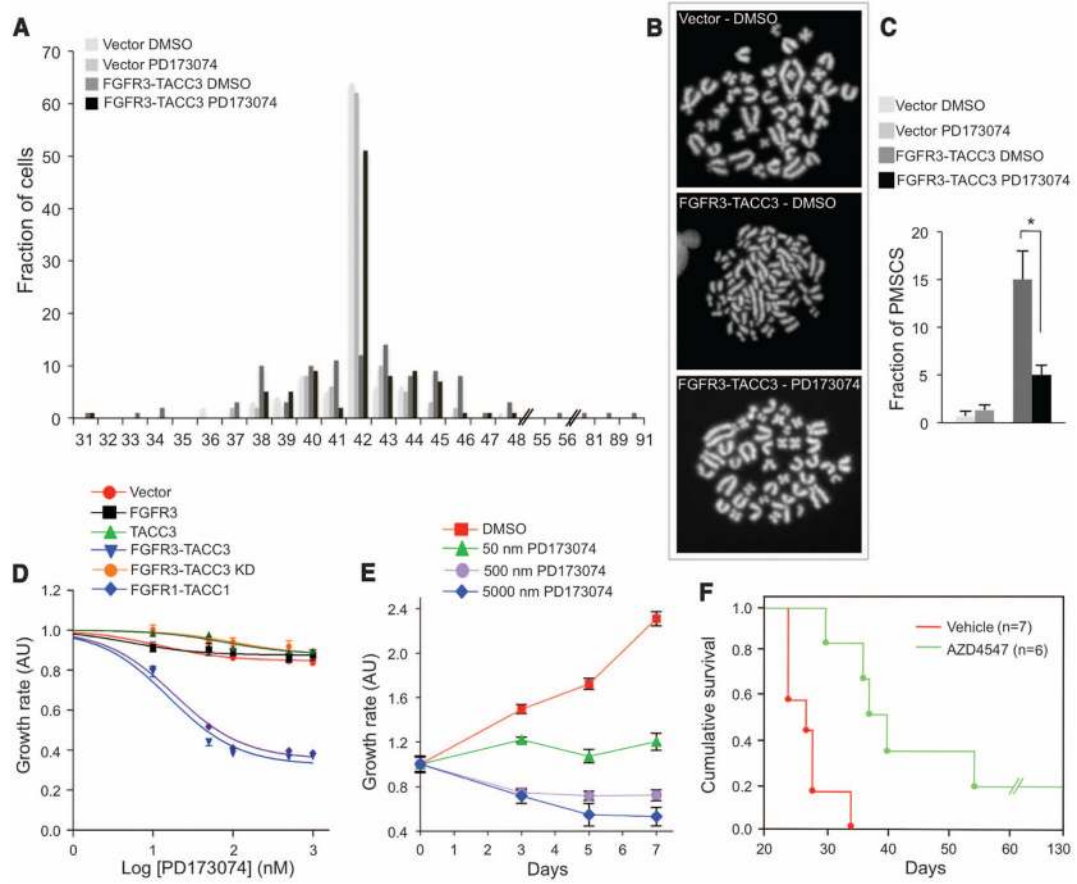 A
70
60
50
40
30
20
10
0
Fraction of cells
Vector DMSO
Vector PD173074
FGFR3-TACC3 DMSO
FGFR3-TACC3 PD173074
31 32 33 34 35 36 37 38 39 40 41 42 43 44 45 46 47 48 55 56 81 89 91
B
Vector - DMSO
FGFR3-TACC3 - DMSO
FGFR3-TACC3 - PD173074
C
Vector DMSO
Vector PD173074
FGFR3-TACC3 DMSO
FGFR3-TACC3 PD173074
20
15
10
5
0
Fraction of PMSCS
*
D
Vector
FGFR3
TACC3
FGFR3-TACC3
FGFR3-TACC3 KD
FGFR1-TACC1
1.2
1.0
0.8
0.6
0.4
0.2
0.0
Growth rate (AU)
0 1 2 3
Log [PD173074] (nM)
E
DMSO
50 nm PD173074
500 nm PD173074
5000 nm PD173074
2.4
2.0
1.6
1.2
0.8
0.4
Growth rate (AU)
0 1 2 3 4 5 6 7
Days
F
Vehicle (n=7)
AZD4547 (n=6)
1.0
0.8
0.6
0.4
0.2
0.0
Cumulative survival
20 30 40 50 60 130
Days